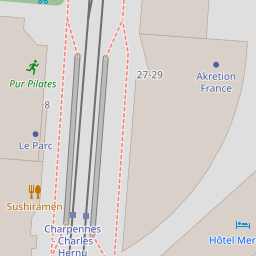 Pur Pilates
27-29
Akretion
France
8
Le Parc
Sushiramen
Charpennes
- Charles
Hernu
Hôtel Mer